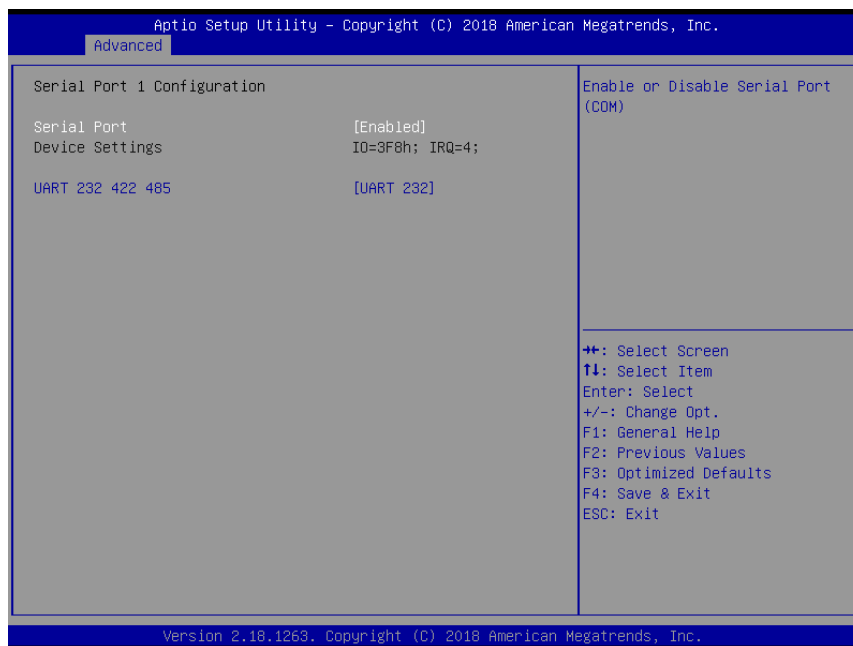 Aptio Setup Utility – Copyright (C) 2018 American Megatrends, Inc.
Advanced
Serial Port 1 Configuration
Serial Port [Enabled]
Device Settings IO=3F8h; IRQ=4;
UART 232 422 485 [UART 232]
Enable or Disable Serial Port
(COM)
→←: Select Screen
↑↓: Select Item
Enter: Select
+/-: Change Opt.
F1: General Help
F2: Previous Values
F3: Optimized Defaults
F4: Save & Exit
ESC: Exit
Version 2.18.1263. Copyright (C) 2018 American Megatrends, Inc.